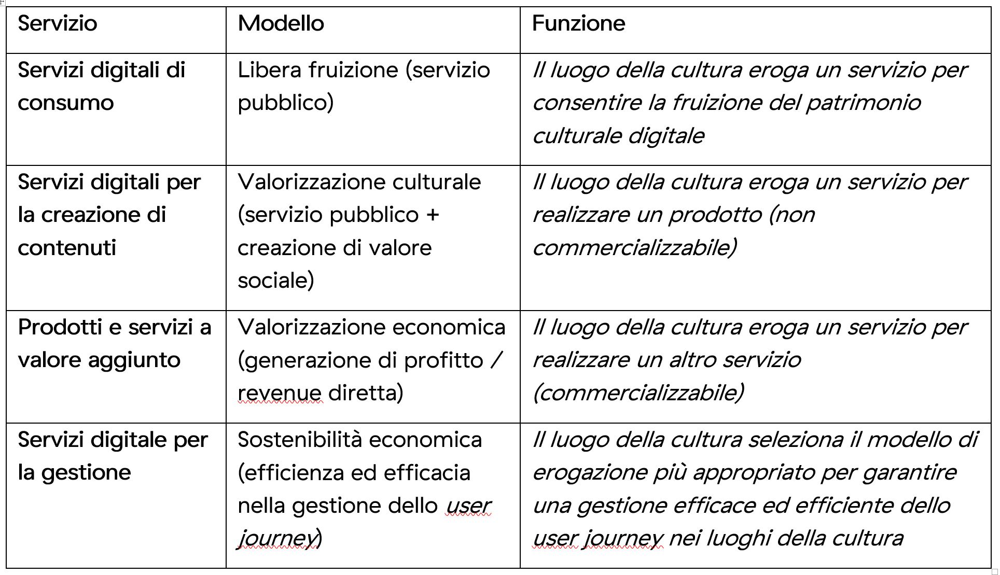 Servizio
Modello
Funzione
Servizi digitali di
consumo
Libera fruizione (servizio
pubblico)
Il luogo della cultura eroga un servizio per
consentire la fruizione del patrimonio
culturale digitale
Servizi digitali per
la creazione di
contenuti
Valorizzazione culturale
(servizio pubblico +
creazione di valore
sociale)
Il luogo della cultura eroga un servizio per
realizzare un prodotto (non
commercializzabile)
Prodotti e servizi a
valore aggiunto
Valorizzazione economica
(generazione di profitto /
revenue diretta)
Il luogo della cultura eroga un servizio per
realizzare un altro servizio
(commercializzabile)
Servizi digitale per
la gestione
Sostenibilità economica
(efficienza ed efficacia
nella gestione dello user
journey)
Il luogo della cultura seleziona il modello di
erogazione più appropriato per garantire
una gestione efficace ed efficiente dello
user journey nei luoghi della cultura